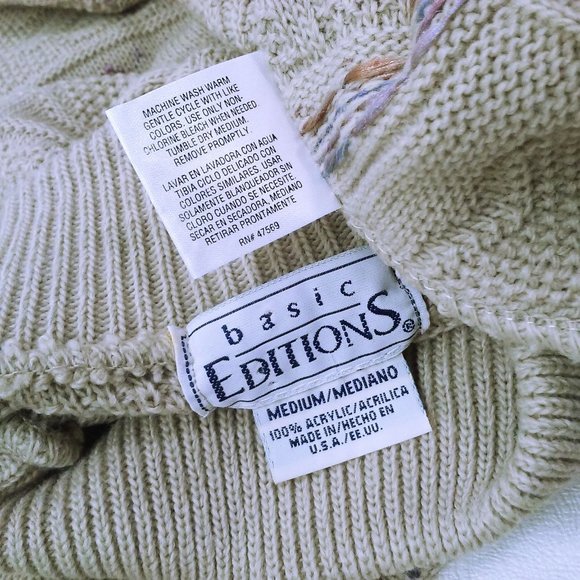 MACHINE WASH WARM
GENTLE CYCLE WITH LIKE
COLORS. USE ONLY NON-
CHLORINE BLEACH WHEN NEEDED
TUMBLE DRY MEDIUM.
REMOVE PROMPTLY.
LAVAR EN LAVADORA CON AGUA
TIBIA CICLO DELICADO CON
COLORES SIMILARES. USAR
SOLAMENTE BLANQUEADOR SIN
CLORO CUANDO SE NECESITE.
SECAR EN SECADORA, MEDIANO
RETIRAR PRONTAMENTE
RN# 47569
basic
EDITIONS®
MEDIUM/MEDIANO
100% ACRYLIC/ACRILICA
MADE IN/HECHO EN
U.S.A./EE.UU.